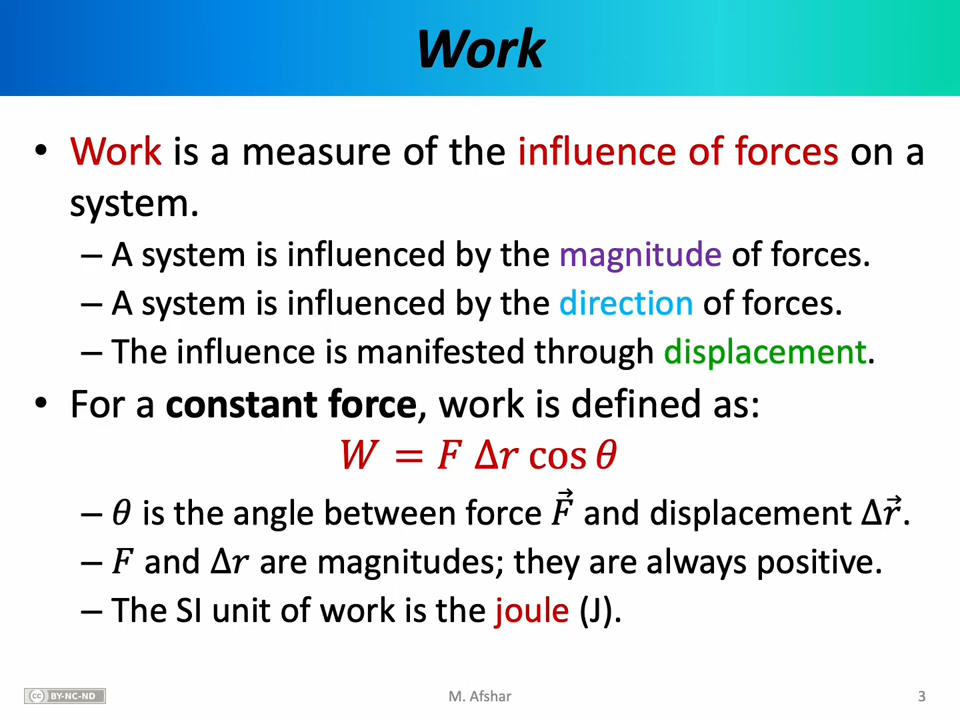 Work
• Work is a measure of the influence of forces on a
system.
– A system is influenced by the magnitude of forces.
– A system is influenced by the direction of forces.
– The influence is manifested through displacement.
• For a constant force, work is defined as:
W = F Δr cos θ
– θ is the angle between force F⃗ and displacement Δr⃗.
– F and Δr are magnitudes; they are always positive.
– The SI unit of work is the joule (J).
cc BY-NC-ND
M. Afshar
3